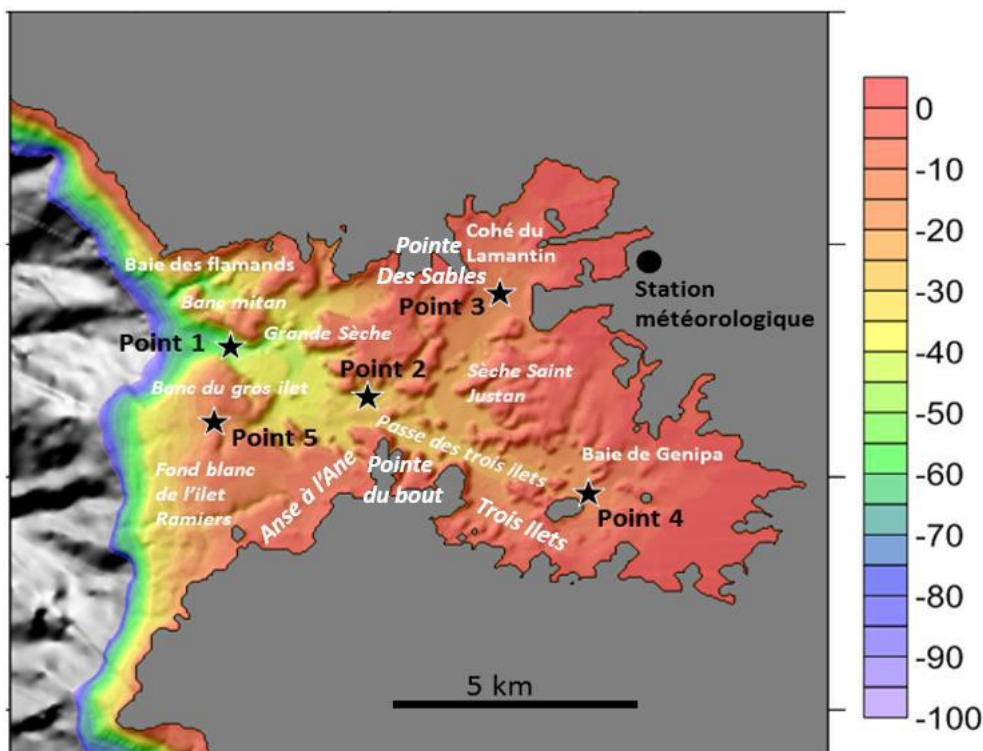 Baie des flamands
Banc mitan
Point 1
Grande Sèche
Pointe
Des Sables
Cohé du
Lamantin
Point 3
Station
météorologique
Point 2
Sèche Saint
Justan
Banc du gros ilet
Point 5
Passe des trois ilets
Baie de Genipa
Fond blanc
de l'ilet
Ramiers
Anse à l'Ane
Pointe
du bout
Trois Ilets
Point 4
5 km
0
-10
-20
-30
-40
-50
-60
-70
-80
-90
-100